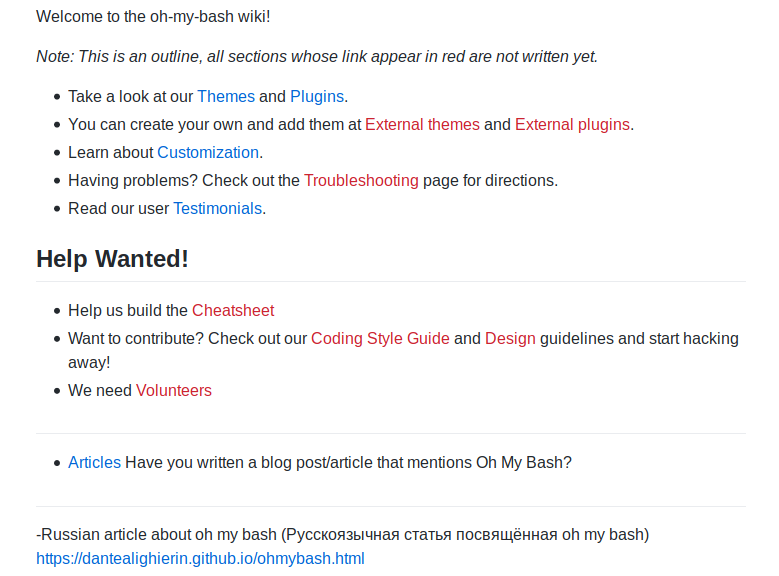 Welcome to the oh-my-bash wiki!
Note: This is an outline, all sections whose link appear in red are not written yet.
• Take a look at our Themes and Plugins.
• You can create your own and add them at External themes and External plugins.
• Learn about Customization.
• Having problems? Check out the Troubleshooting page for directions.
• Read our user Testimonials.
Help Wanted!
• Help us build the Cheatsheet
• Want to contribute? Check out our Coding Style Guide and Design guidelines and start hacking
away!
• We need Volunteers
• Articles Have you written a blog post/article that mentions Oh My Bash?
-Russian article about oh my bash (Русскоязычная статья посвящённая oh my bash)
https://dantealighierin.github.io/ohmybash.html